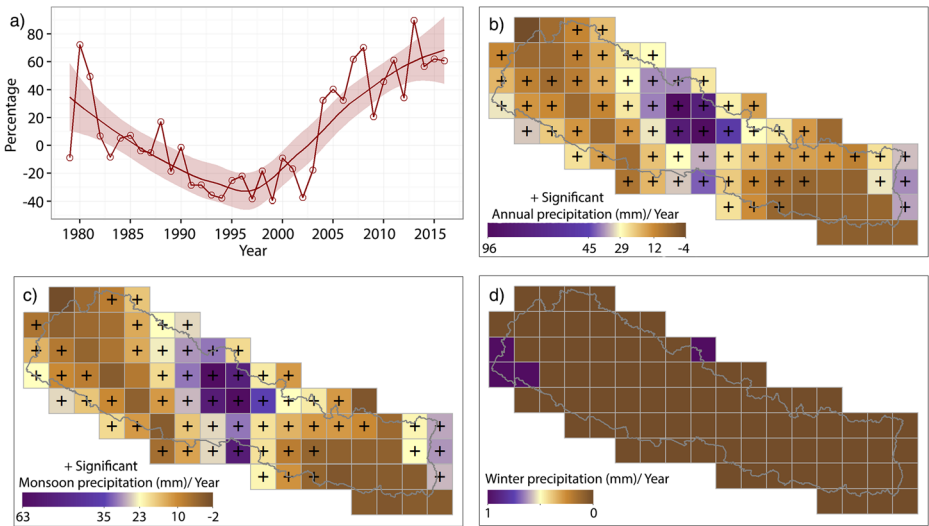 a)
80
60
40
20
0
-20
-40
Percentage
1980 1985 1990 1995 2000 2005 2010 2015
Year
b)
+ Significant
Annual precipitation (mm)/ Year
96 45 29 12 -4
c)
+ Significant
Monsoon precipitation (mm)/ Year
63 35 23 10 -2
d)
Winter precipitation (mm)/ Year
1 0